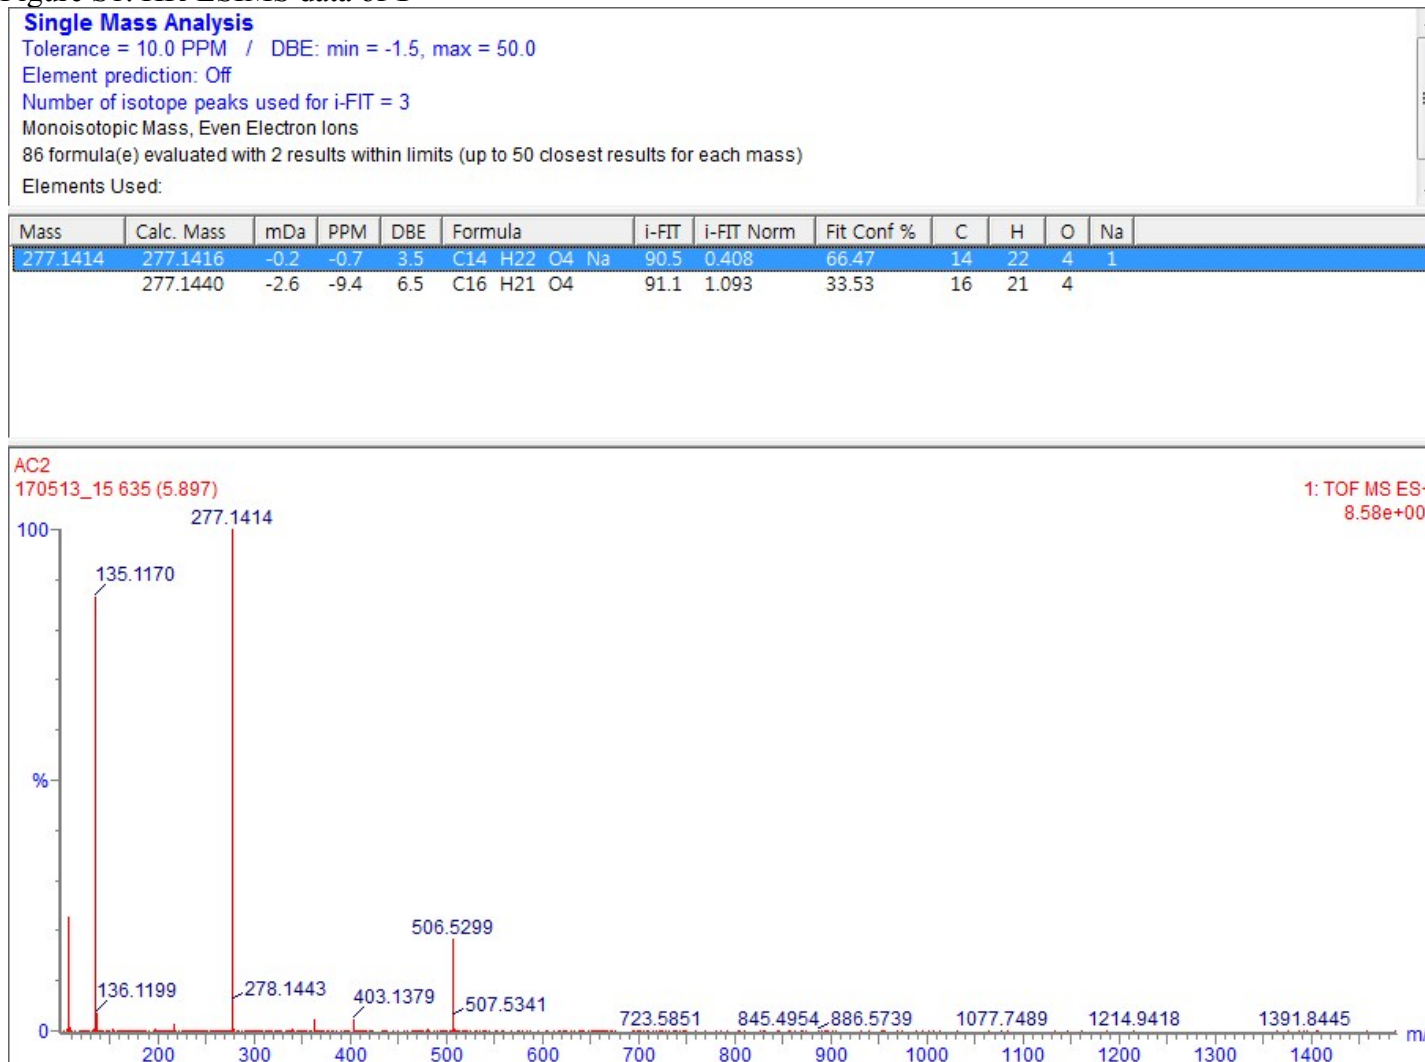 Single Mass Analysis
Tolerance = 10.0 PPM / DBE: min = -1.5, max = 50.0
Element prediction: Off
Number of isotope peaks used for i-FIT = 3
Monoisotopic Mass, Even Electron Ions
86 formula(e) evaluated with 2 results within limits (up to 50 closest results for each mass)
Elements Used:
Mass Calc. Mass mDa PPM DBE Formula i-FIT i-FIT Norm Fit Conf % C H O Na
277.1414 277.1416 -0.2 -0.7 3.5 C14 H22 O4 Na 90.5 0.408 66.47 14 22 4 1
277.1440 -2.6 -9.4 6.5 C16 H21 O4 91.1 1.093 33.53 16 21 4
AC2
170513_15 635 (5.897) 1: TOF MS ES+
8.58e+00
277.1414
100
135.1170
%
506.5299
136.1199 278.1443 403.1379 507.5341
723.5851 845.4954 886.5739 1077.7489 1214.9418 1391.8445
0
200 300 400 500 600 700 800 900 1000 1100 1200 1300 1400